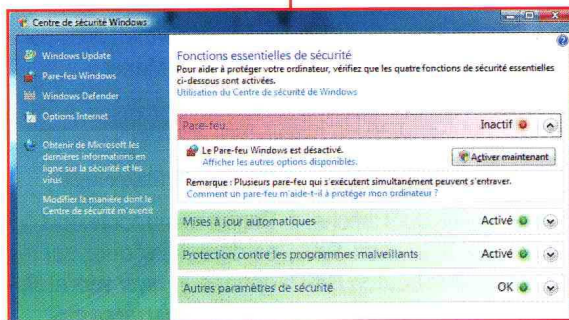 Centre de sécurité Windows
Windows Update
Pare-feu Windows
Windows Defender
Options Internet
Obtenir de Microsoft les
dernières informations en
ligne sur la sécurité et les
virus
Modifier la manière dont le
Centre de sécurité m'avertit
Fonctions essentielles de sécurité
Pour aider à protéger votre ordinateur, vérifiez que les quatre fonctions de sécurité essentielles
ci-dessous sont activées.
Utilisation du Centre de sécurité de Windows
Pare-feu Inactif
Le Pare-feu Windows est désactivé.
Afficher les autres options disponibles.
Activer maintenant
Remarque : Plusieurs pare-feu qui s'exécutent simultanément peuvent s'entraver.
Comment un pare-feu m'aide-t-il à protéger mon ordinateur ?
Mises à jour automatiques Activé
Protection contre les programmes malveillants Activé
Autres paramètres de sécurité OK